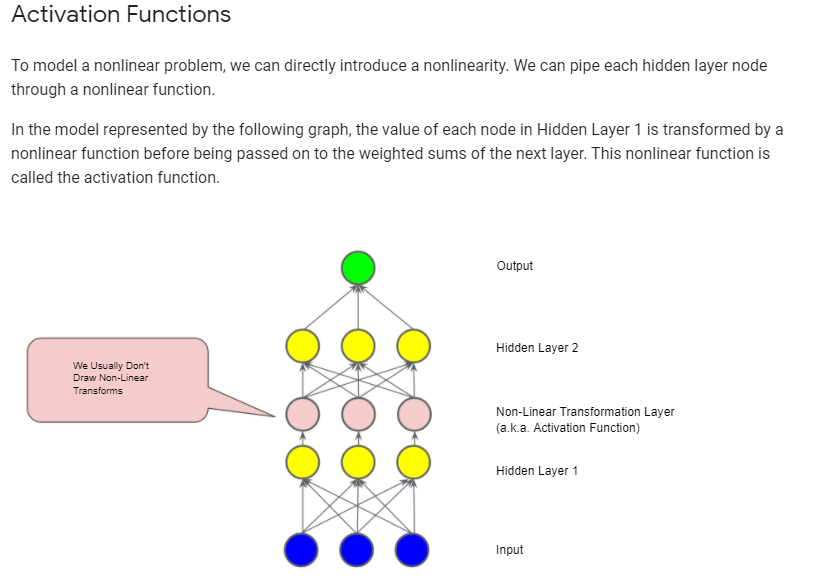 Activation Functions
To model a nonlinear problem, we can directly introduce a nonlinearity. We can pipe each hidden layer node
through a nonlinear function.
In the model represented by the following graph, the value of each node in Hidden Layer 1 is transformed by a
nonlinear function before being passed on to the weighted sums of the next layer. This nonlinear function is
called the activation function.
Output
Hidden Layer 2
We Usually Don't
Draw Non-Linear
Transforms
Non-Linear Transformation Layer
(a.k.a. Activation Function)
Hidden Layer 1
Input